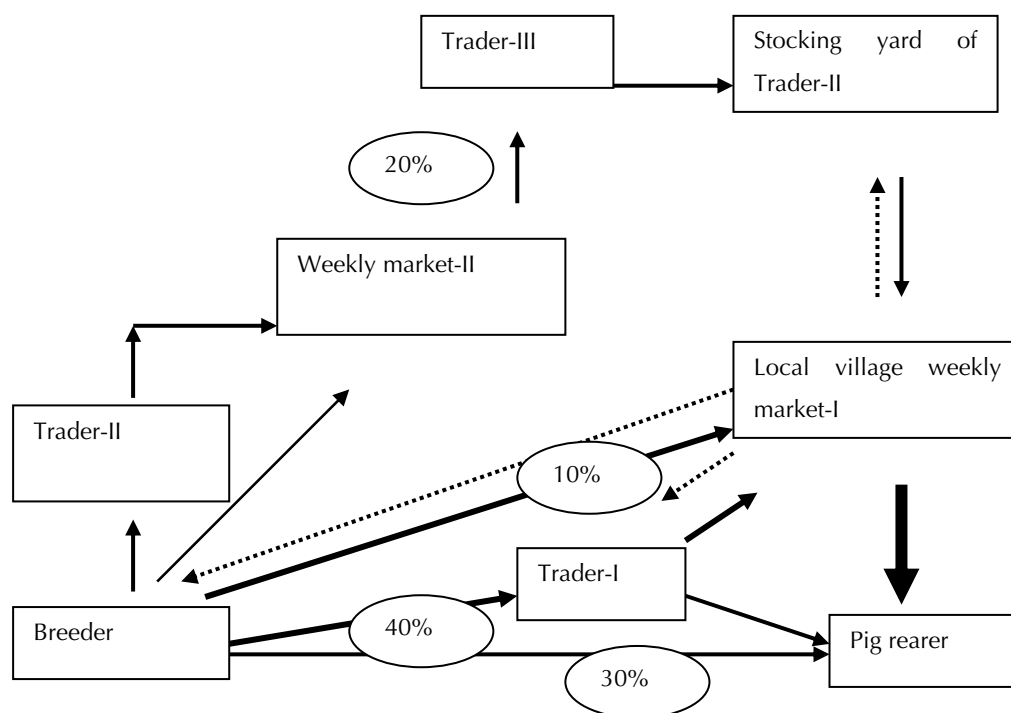 Trader-III
Stocking yard of
Trader-II
20%
Weekly market-II
Local village weekly
market-I
Trader-II
10%
Trader-I
Breeder
40%
Pig rearer
30%